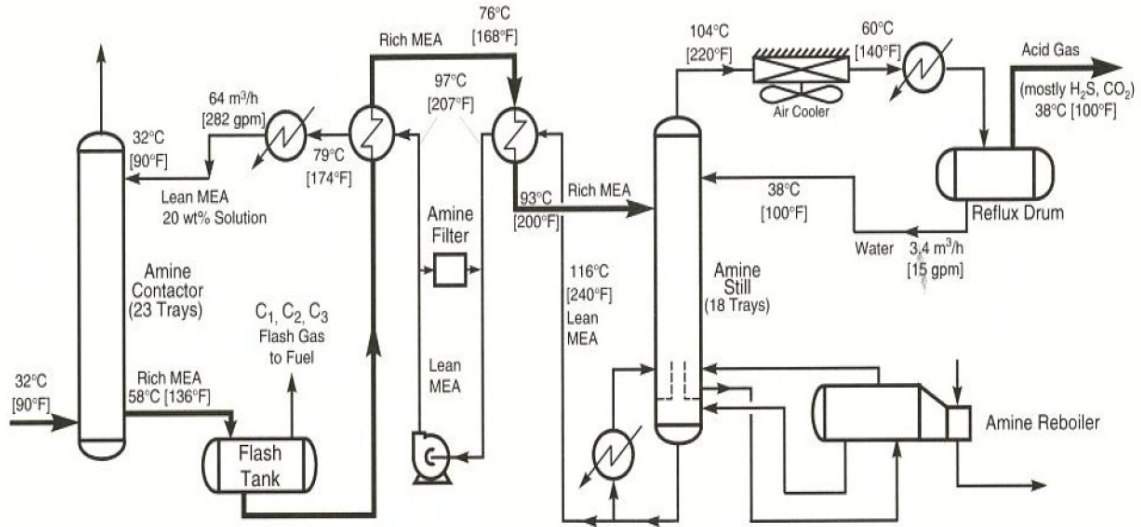 76°C
[168°F]
Rich MEA
97°C
[207°F]
64 m³/h
[282 gpm]
32°C
[90°F]
79°C
[174°F]
Lean MEA
20 wt% Solution
Amine
Contactor
(23 Trays)
32°C
[90°F]
Rich MEA
58°C [136°F]
C₁, C₂, C₃
Flash Gas
to Fuel
Flash
Tank
Amine
Filter
Lean
MEA
93°C
[200°F]
Rich MEA
116°C
[240°F]
Lean
MEA
104°C
[220°F]
60°C
[140°F]
Air Cooler
Acid Gas
(mostly H₂S, CO₂)
38°C [100°F]
Reflux Drum
38°C
[100°F]
Water
3.4 m³/h
[15 gpm]
Amine
Still
(18 Trays)
Amine Reboiler